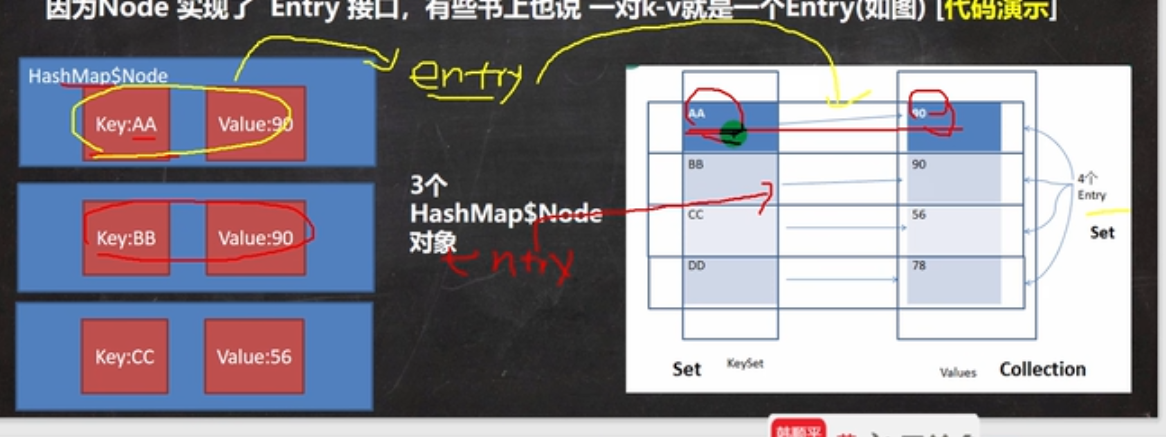 因为Node 实现了 Entry 接口，有些书上也说 一对k-v就是一个Entry(如图) [代码演示]
HashMap$Node
Key:AA
Value:90
entry
Key:BB
Value:90
3个
HashMap$Node
对象
entry
Key:CC
Value:56
AA
90
BB
90
CC
56
DD
78
4个
Entry
Set
Set
KeySet
Values
Collection
韩顺平